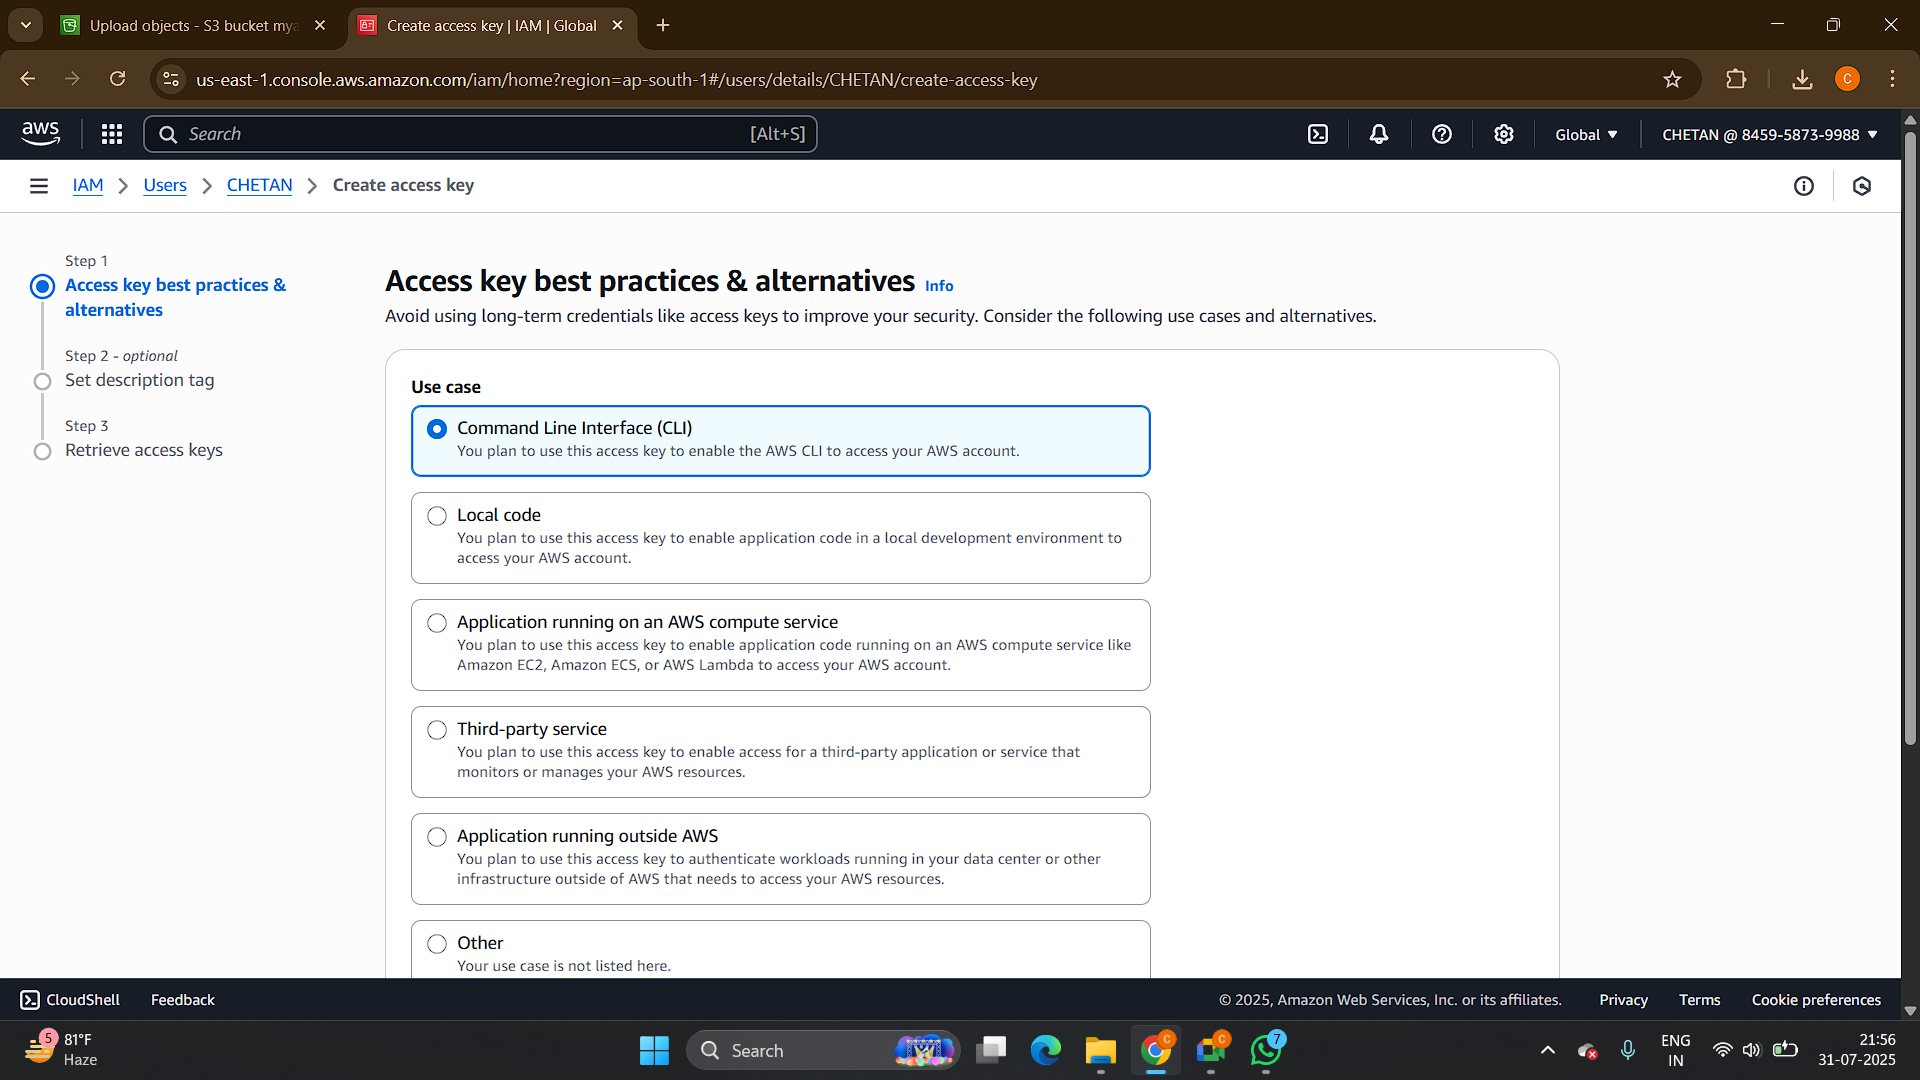 Upload objects - S3 bucket mya
Create access key | IAM | Global
us-east-1.console.aws.amazon.com/iam/home?region=ap-south-1#/users/details/CHETAN/create-access-key
C
aws
Search
[Alt+S]
Global
CHETAN @ 8459-5873-9988
IAM
Users
CHETAN
Create access key
Step 1
Access key best practices &
alternatives
Step 2 - optional
Set description tag
Step 3
Retrieve access keys
Access key best practices & alternatives Info
Avoid using long-term credentials like access keys to improve your security. Consider the following use cases and alternatives.
Use case
Command Line Interface (CLI)
You plan to use this access key to enable the AWS CLI to access your AWS account.
Local code
You plan to use this access key to enable application code in a local development environment to
access your AWS account.
Application running on an AWS compute service
You plan to use this access key to enable application code running on an AWS compute service like
Amazon EC2, Amazon ECS, or AWS Lambda to access your AWS account.
Third-party service
You plan to use this access key to enable access for a third-party application or service that
monitors or manages your AWS resources.
Application running outside AWS
You plan to use this access key to authenticate workloads running in your data center or other
infrastructure outside of AWS that needs to access your AWS resources.
Other
Your use case is not listed here.
CloudShell
Feedback
© 2025, Amazon Web Services, Inc. or its affiliates.
Privacy
Terms
Cookie preferences
5
81°F
Haze
Search
C
C
7
ENG
IN
21:56
31-07-2025